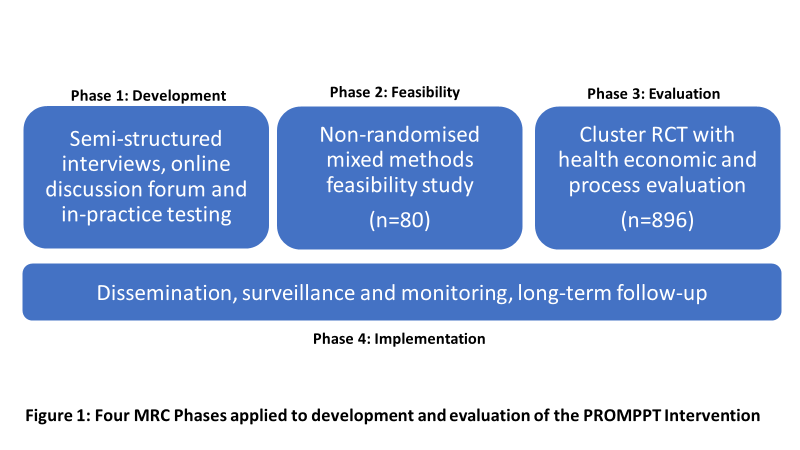 Phase 1: Development
Semi-structured
interviews, online
discussion forum and
in-practice testing
Phase 2: Feasibility
Non-randomised
mixed methods
feasibility study
(n=80)
Phase 3: Evaluation
Cluster RCT with
health economic and
process evaluation
(n=896)
Dissemination, surveillance and monitoring, long-term follow-up
Phase 4: Implementation
Figure 1: Four MRC Phases applied to development and evaluation of the PROMPPT Intervention